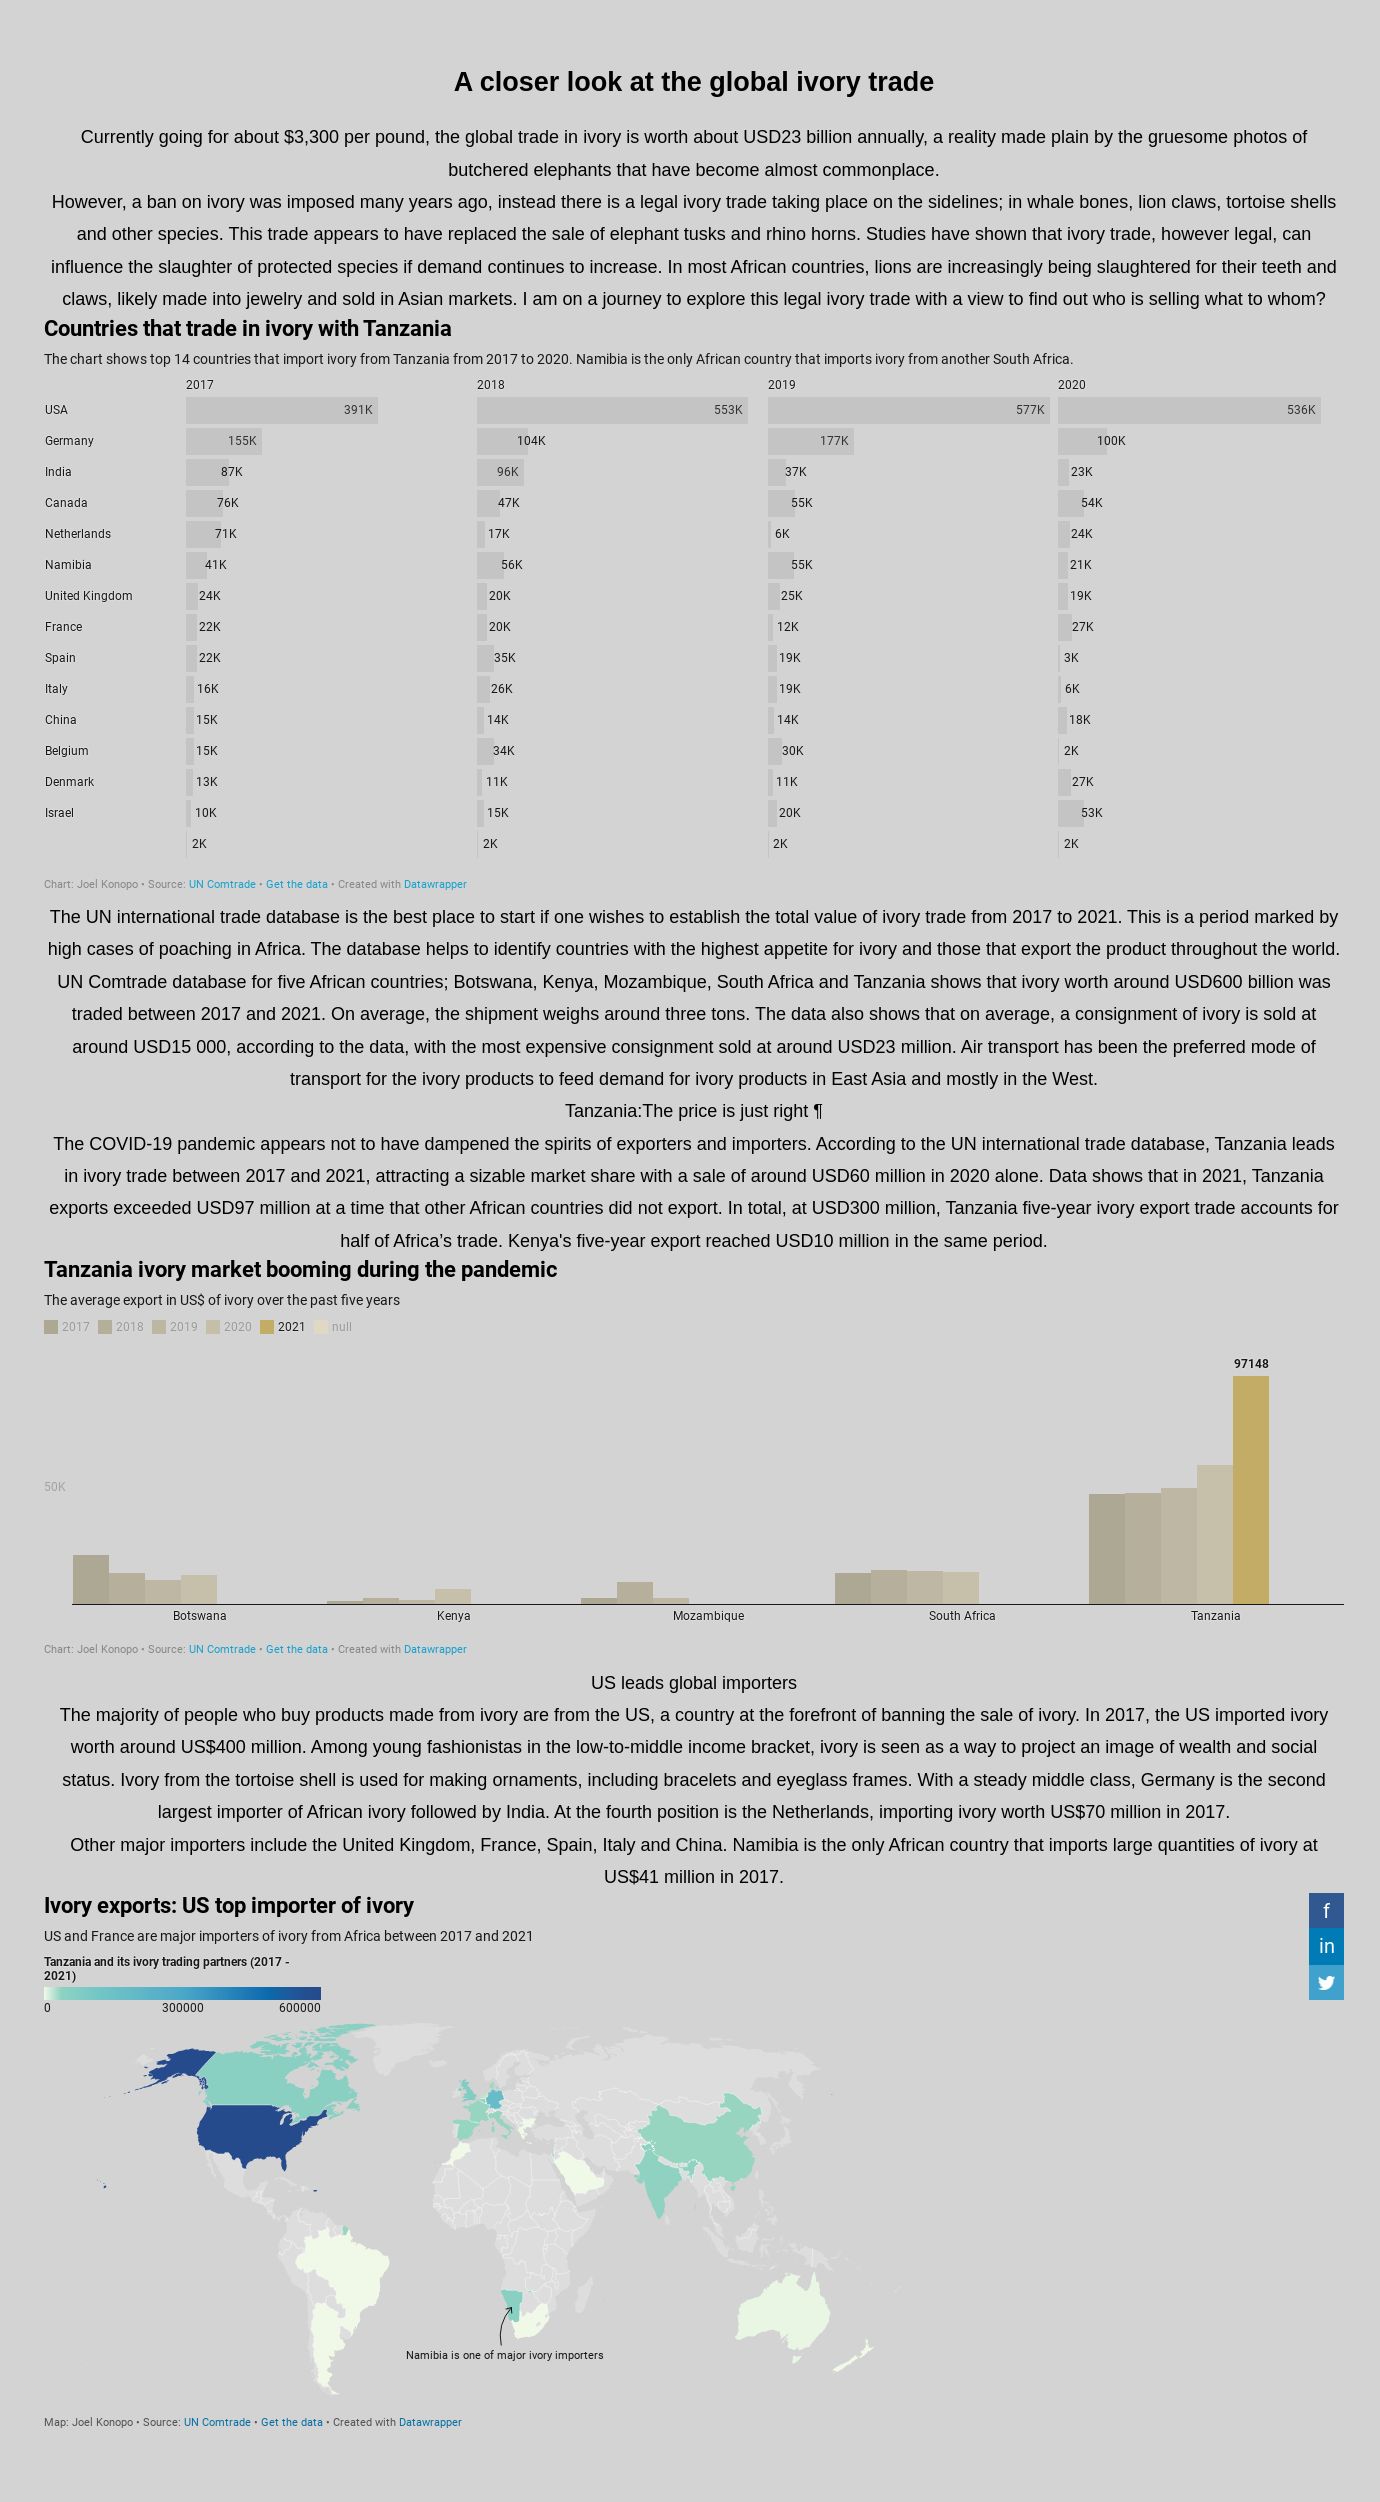 A closer look at the global ivory trade
Currently going for about $3,300 per pound, the global trade in ivory is worth about USD23 billion annually, a reality made plain by the gruesome photos of
butchered elephants that have become almost commonplace.
However, a ban on ivory was imposed many years ago, instead there is a legal ivory trade taking place on the sidelines; in whale bones, lion claws, tortoise shells
and other species. This trade appears to have replaced the sale of elephant tusks and rhino horns. Studies have shown that ivory trade, however legal, can
influence the slaughter of protected species if demand continues to increase. In most African countries, lions are increasingly being slaughtered for their teeth and
claws, likely made into jewelry and sold in Asian markets. I am on a journey to explore this legal ivory trade with a view to find out who is selling what to whom?
Countries that trade in ivory with Tanzania
The chart shows top 14 countries that import ivory from Tanzania from 2017 to 2020. Namibia is the only African country that imports ivory from another South Africa.
2017 2018 2019 2020
USA 391K 553K 577K 536K
Germany 155K 104K 177K 100K
India 87K 96K 37K 23K
Canada 76K 47K 55K 54K
Netherlands 71K 17K 6K 24K
Namibia 41K 56K 55K 21K
United Kingdom 24K 20K 25K 19K
France 22K 20K 12K 27K
Spain 22K 35K 19K 3K
Italy 16K 26K 19K 6K
China 15K 14K 14K 18K
Belgium 15K 34K 30K 2K
Denmark 13K 11K 11K 27K
Israel 10K 15K 20K 53K
2K 2K 2K 2K
Chart: Joel Konopo • Source: UN Comtrade • Get the data • Created with Datawrapper
The UN international trade database is the best place to start if one wishes to establish the total value of ivory trade from 2017 to 2021. This is a period marked by
high cases of poaching in Africa. The database helps to identify countries with the highest appetite for ivory and those that export the product throughout the world.
UN Comtrade database for five African countries; Botswana, Kenya, Mozambique, South Africa and Tanzania shows that ivory worth around USD600 billion was
traded between 2017 and 2021. On average, the shipment weighs around three tons. The data also shows that on average, a consignment of ivory is sold at
around USD15 000, according to the data, with the most expensive consignment sold at around USD23 million. Air transport has been the preferred mode of
transport for the ivory products to feed demand for ivory products in East Asia and mostly in the West.
Tanzania:The price is just right ¶
The COVID-19 pandemic appears not to have dampened the spirits of exporters and importers. According to the UN international trade database, Tanzania leads
in ivory trade between 2017 and 2021, attracting a sizable market share with a sale of around USD60 million in 2020 alone. Data shows that in 2021, Tanzania
exports exceeded USD97 million at a time that other African countries did not export. In total, at USD300 million, Tanzania five-year ivory export trade accounts for
half of Africa’s trade. Kenya's five-year export reached USD10 million in the same period.
Tanzania ivory market booming during the pandemic
The average export in US$ of ivory over the past five years
2017 2018 2019 2020 2021 null
97148
50K
Botswana Kenya Mozambique South Africa Tanzania
Chart: Joel Konopo • Source: UN Comtrade • Get the data • Created with Datawrapper
US leads global importers
The majority of people who buy products made from ivory are from the US, a country at the forefront of banning the sale of ivory. In 2017, the US imported ivory
worth around US$400 million. Among young fashionistas in the low-to-middle income bracket, ivory is seen as a way to project an image of wealth and social
status. Ivory from the tortoise shell is used for making ornaments, including bracelets and eyeglass frames. With a steady middle class, Germany is the second
largest importer of African ivory followed by India. At the fourth position is the Netherlands, importing ivory worth US$70 million in 2017.
Other major importers include the United Kingdom, France, Spain, Italy and China. Namibia is the only African country that imports large quantities of ivory at
US$41 million in 2017.
Ivory exports: US top importer of ivory
f
US and France are major importers of ivory from Africa between 2017 and 2021
in
Tanzania and its ivory trading partners (2017 -
2021)
0 300000 600000
Namibia is one of major ivory importers
Map: Joel Konopo • Source: UN Comtrade • Get the data • Created with Datawrapper